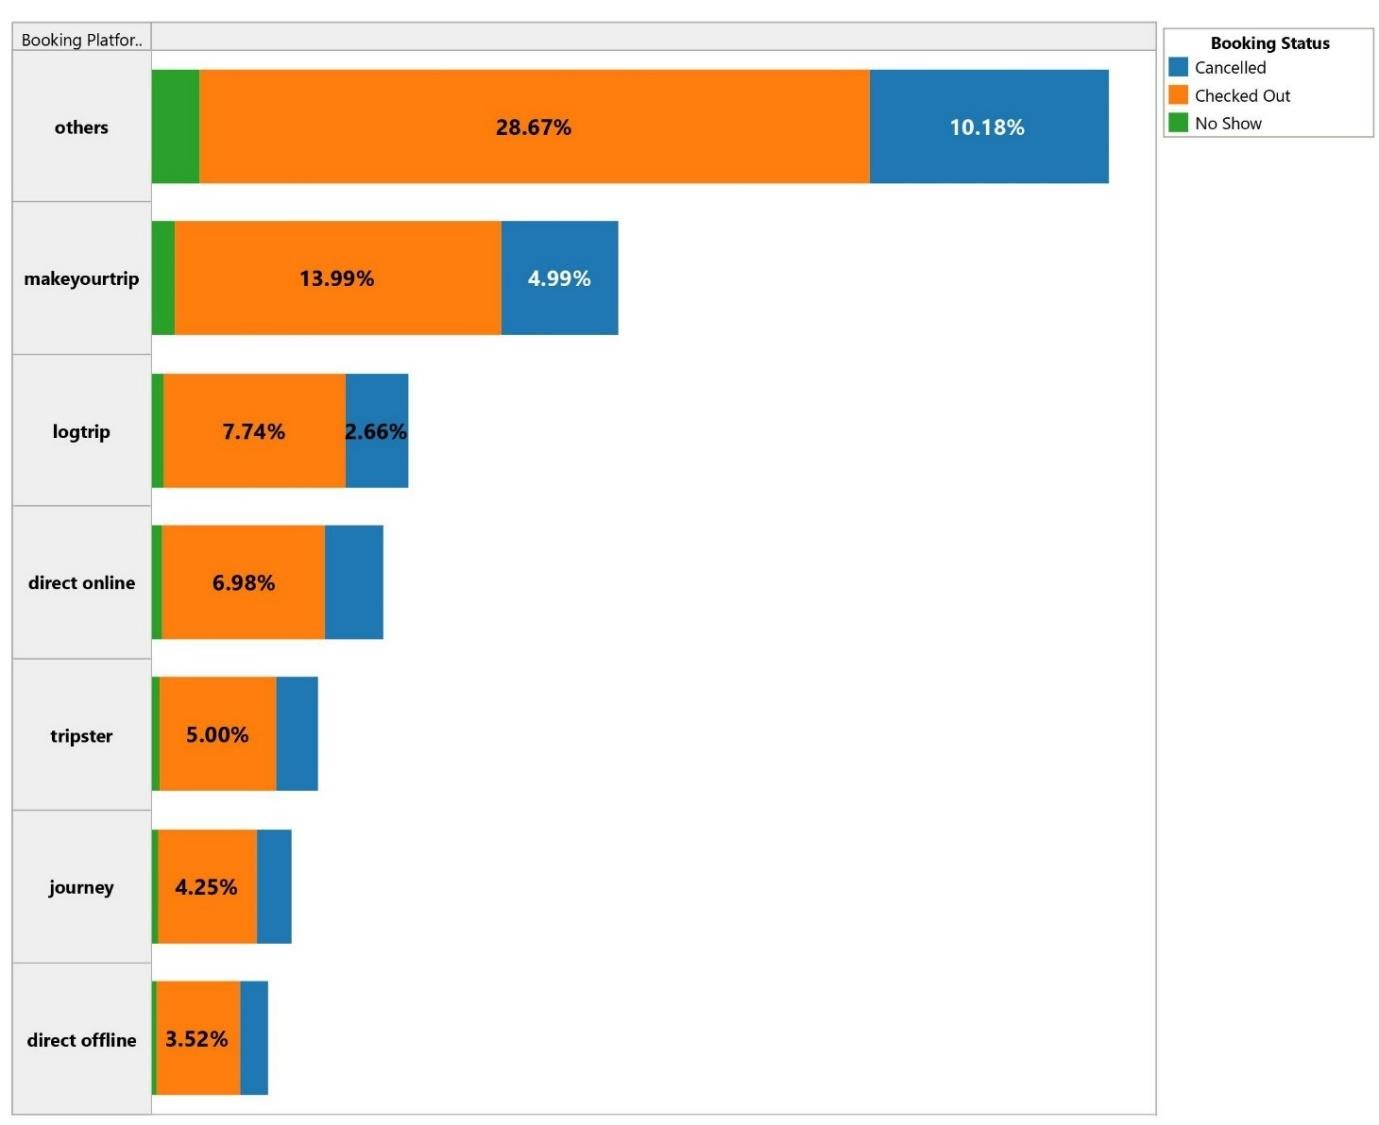 Booking Platfor..
Booking Status
Cancelled
Checked Out
No Show
others
28.67%
10.18%
makeyourtrip
13.99%
4.99%
logtrip
7.74%
2.66%
direct online
6.98%
tripster
5.00%
journey
4.25%
direct offline
3.52%